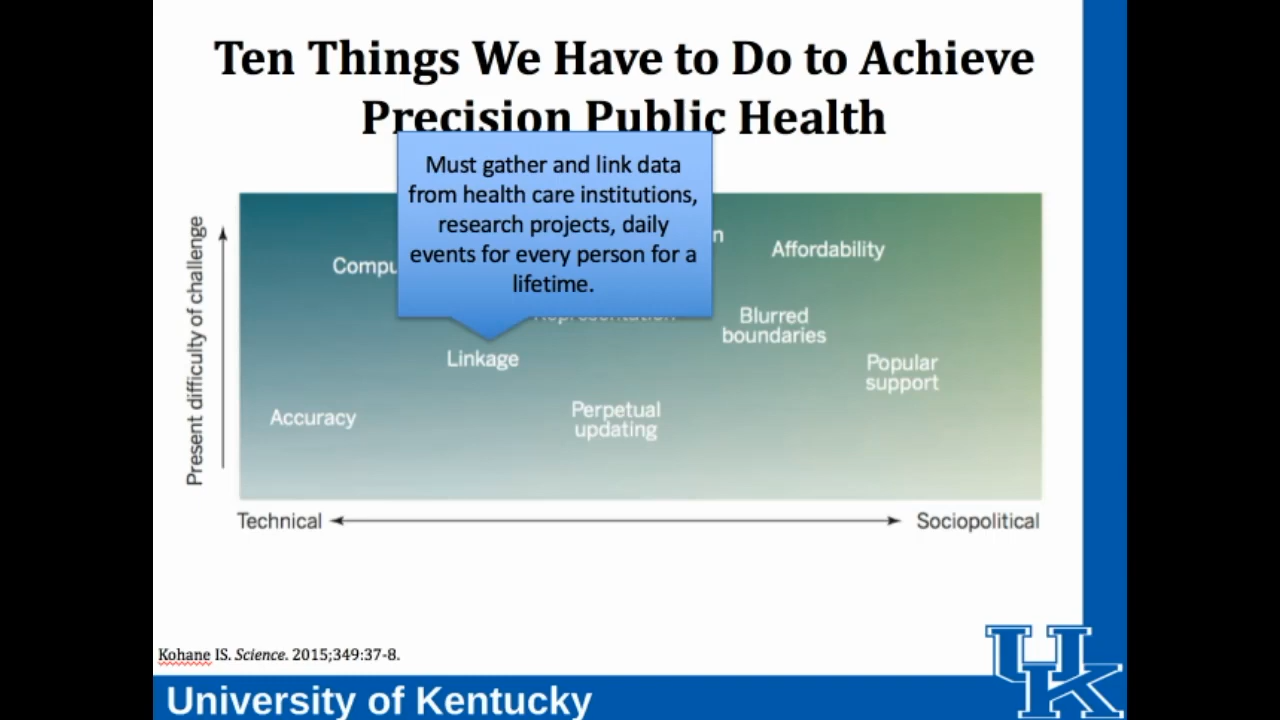 Ten Things We Have to Do to Achieve
Precision Public Health
Must gather and link data
from health care institutions,
research projects, daily
events for every person for a
lifetime.
Affordability
Blurred
boundaries
Linkage
Popular
support
Accuracy
Perpetual
updating
Present difficulty of challenge
Technical
Sociopolitical
Kohane IS. Science. 2015;349:37-8.
University of Kentucky
UK